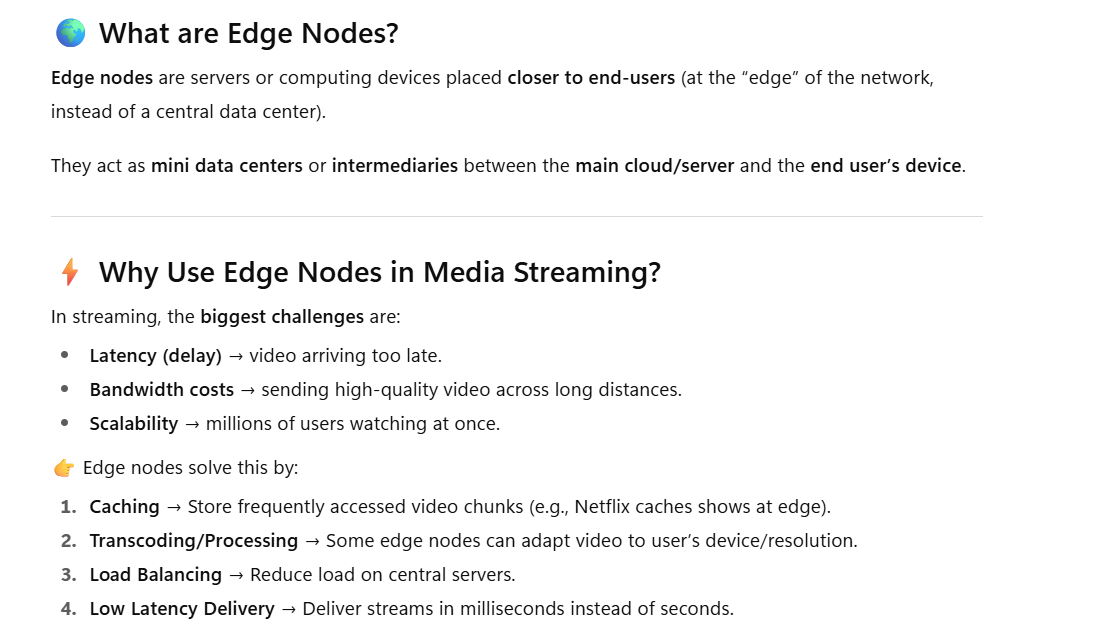 🌍 What are Edge Nodes?
Edge nodes are servers or computing devices placed closer to end-users (at the “edge” of the network,
instead of a central data center).
They act as mini data centers or intermediaries between the main cloud/server and the end user’s device.
⚡ Why Use Edge Nodes in Media Streaming?
In streaming, the biggest challenges are:
• Latency (delay) → video arriving too late.
• Bandwidth costs → sending high-quality video across long distances.
• Scalability → millions of users watching at once.
👉 Edge nodes solve this by:
1. Caching → Store frequently accessed video chunks (e.g., Netflix caches shows at edge).
2. Transcoding/Processing → Some edge nodes can adapt video to user’s device/resolution.
3. Load Balancing → Reduce load on central servers.
4. Low Latency Delivery → Deliver streams in milliseconds instead of seconds.